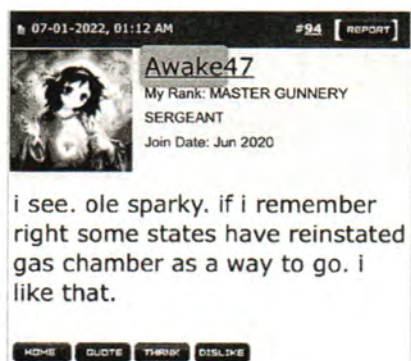 07-01-2022, 01:12 AM #94 [REPORT]
Awake47
My Rank: MASTER GUNNERY
SERGEANT
Join Date: Jun 2020
i see. ole sparky. if i remember
right some states have reinstated
gas chamber as a way to go. i
like that.
HOME QUOTE THANK DISLIKE